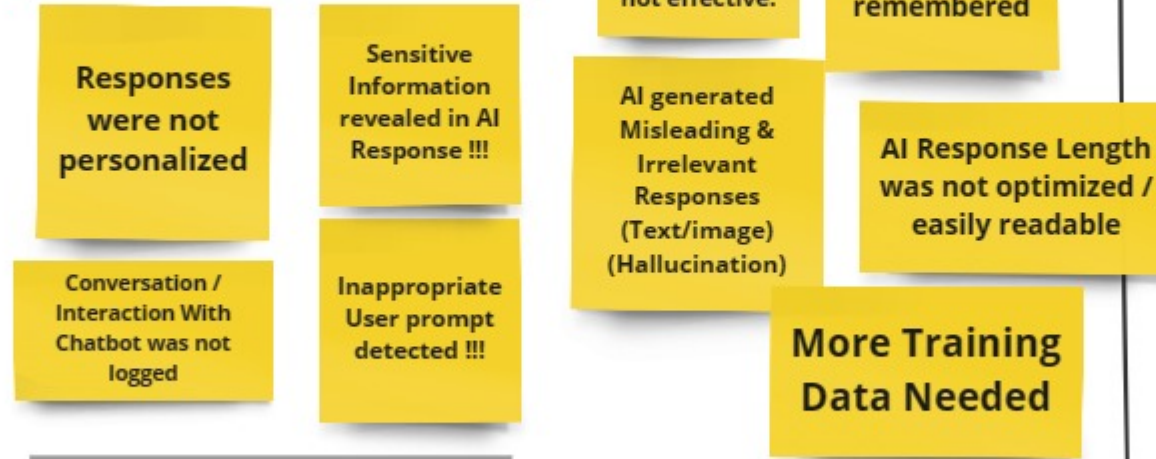 not effective.
remembered
Responses
were not
personalized
Sensitive
Information
revealed in AI
Response !!!
AI generated
Misleading &
Irrelevant
Responses
(Text/image)
(Hallucination)
AI Response Length
was not optimized /
easily readable
Conversation /
Interaction With
Chatbot was not
logged
Inappropriate
User prompt
detected !!!
More Training
Data Needed